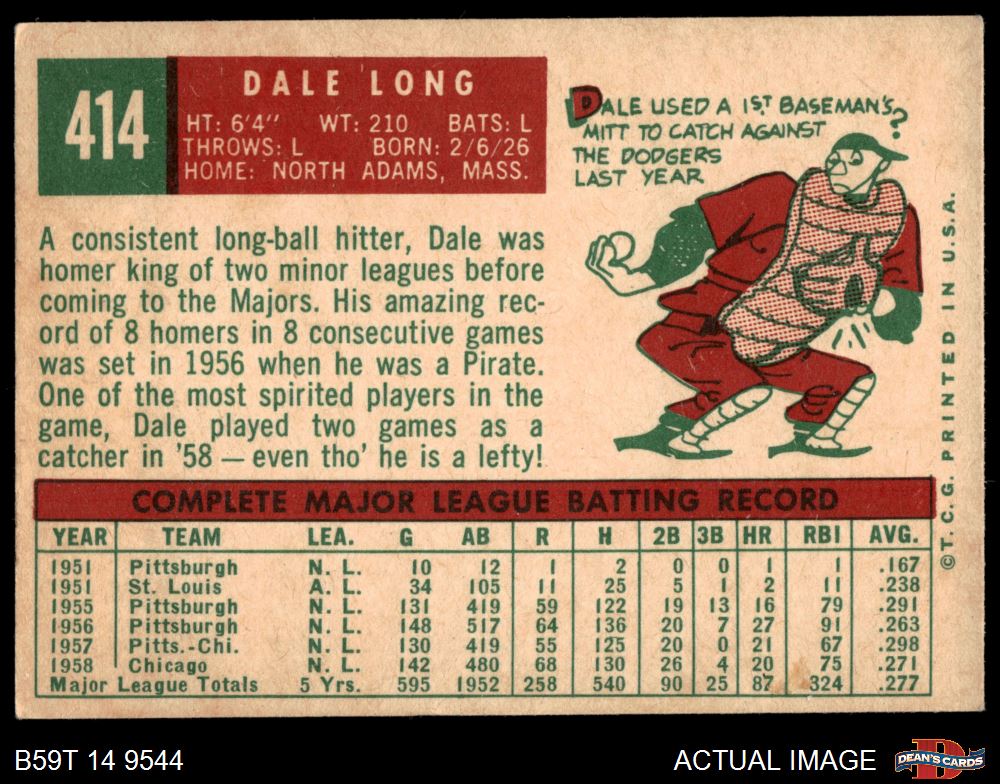 414
DALE LONG
HT: 6'4" WT: 210 BATS: L
THROWS: L BORN: 2/6/26
HOME: NORTH ADAMS, MASS.
DALE USED A 1ST BASEMAN'S
MITT TO CATCH AGAINST
THE DODGERS
LAST YEAR
?
A consistent long-ball hitter, Dale was
homer king of two minor leagues before
coming to the Majors. His amazing rec-
ord of 8 homers in 8 consecutive games
was set in 1956 when he was a Pirate.
One of the most spirited players in the
game, Dale played two games as a
catcher in '58 — even tho' he is a lefty!
©T. C. G. PRINTED IN U.S.A.
COMPLETE MAJOR LEAGUE BATTING RECORD
YEAR TEAM LEA. G AB R H 2B 3B HR RBI AVG.
1951 Pittsburgh N. L. 10 12 1 2 0 0 1 1 .167
1951 St. Louis A. L. 34 105 11 25 5 1 2 11 .238
1955 Pittsburgh N. L. 131 419 59 122 19 13 16 79 .291
1956 Pittsburgh N. L. 148 517 64 136 20 7 27 91 .263
1957 Pitts.-Chi. N. L. 130 419 55 125 20 0 21 67 .298
1958 Chicago N. L. 142 480 68 130 26 4 20 75 .271
Major League Totals 5 Yrs. 595 1952 258 540 90 25 87 324 .277
B59T 14 9544 ACTUAL IMAGE
DEAN'S CARDS